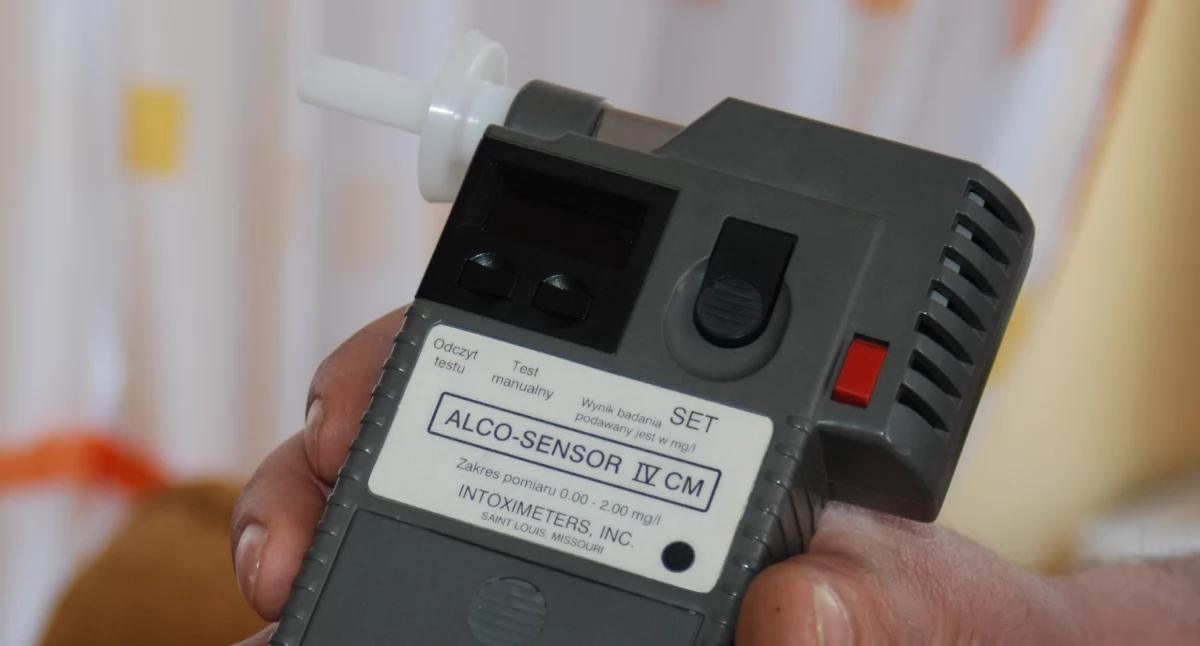 Odczyt
testu
Test
manualny
Wynik badania
podawany jest w mg/l
SET
ALCO-SENSOR IV CM
Zakres pomiaru 0.00 - 2.00 mg/l
INTOXIMETERS, INC.
SAINT LOUIS, MISSOURI